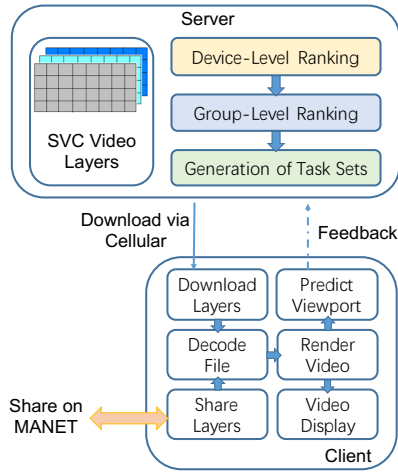 Server
SVC Video
Layers
Device-Level Ranking
Group-Level Ranking
Generation of Task Sets
Download via
Cellular
Feedback
Download
Layers
Predict
Viewport
Decode
File
Render
Video
Share on
MANET
Share
Layers
Video
Display
Client